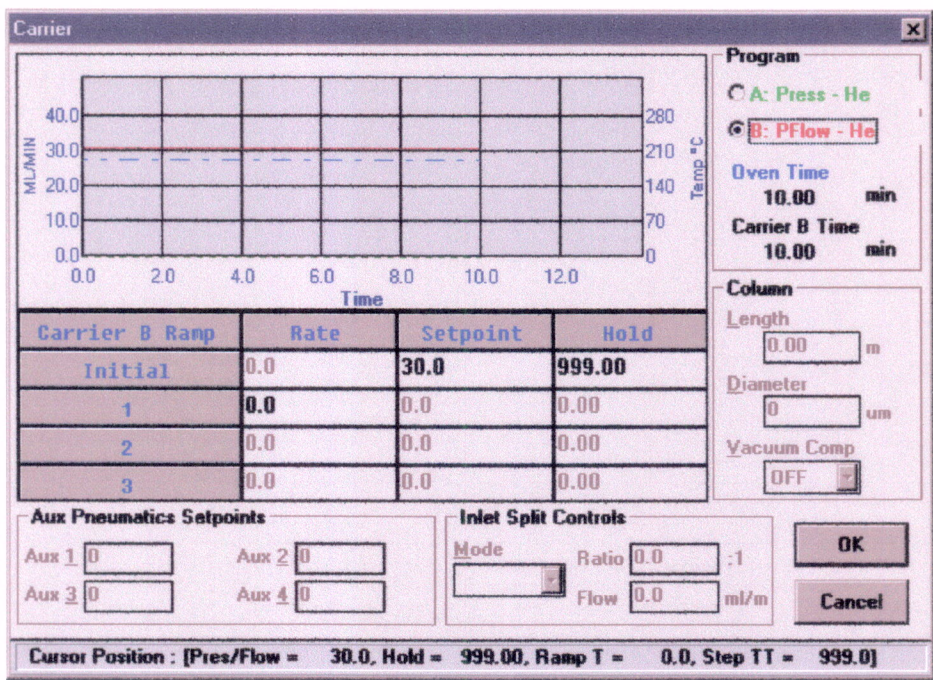 Carrier
Program
A: Press - He
B: PFlow - He
Oven Time
10.00 min
Carrier B Time
10.00 min
40.0
30.0
20.0
10.0
0.0
ML/MIN
280
210
140
70
0
Temp °C
0.0 2.0 4.0 6.0 8.0 10.0 12.0
Time
Column
Length
0.00 m
Diameter
0 um
Vacuum Comp
OFF
Carrier B Ramp Rate Setpoint Hold
Initial 0.0 30.0 999.00
1 0.0 0.0 0.00
2 0.0 0.0 0.00
3 0.0 0.0 0.00
Aux Pneumatics Setpoints
Aux 1 0 Aux 2 0
Aux 3 0 Aux 4 0
Inlet Split Controls
Mode
Ratio 0.0 :1
Flow 0.0 ml/m
OK
Cancel
Cursor Position : [Pres/Flow = 30.0, Hold = 999.00, Ramp T = 0.0, Step TT = 999.0]